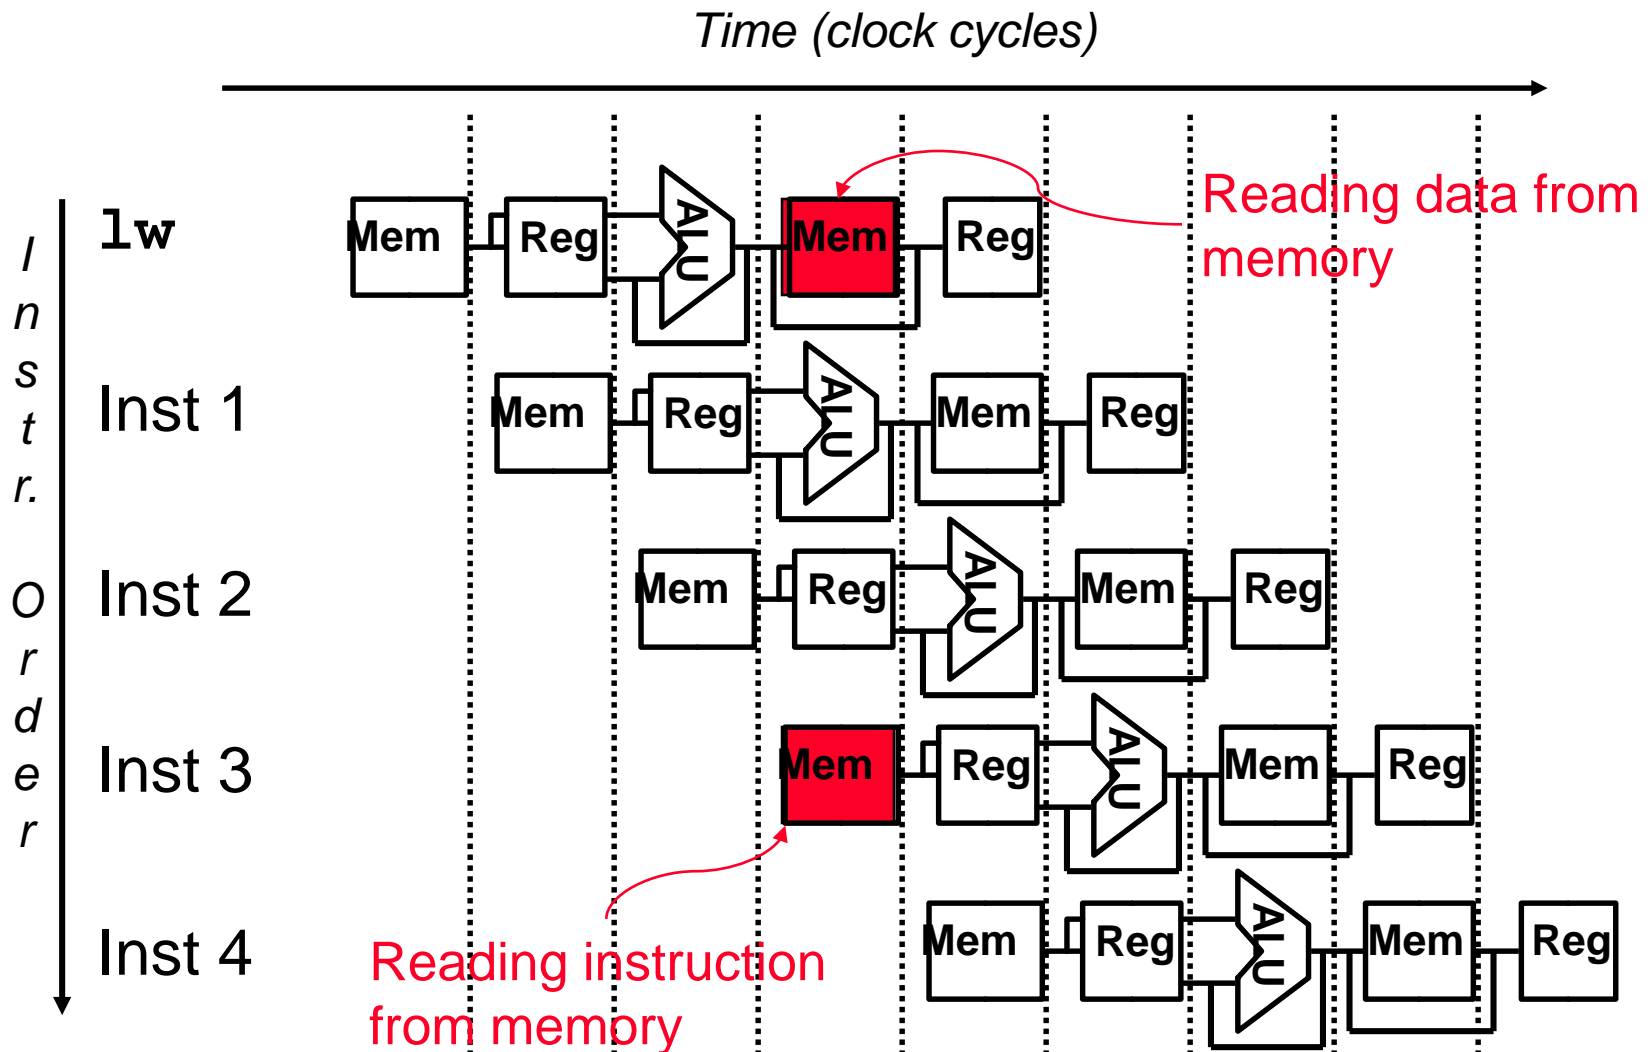 Time (clock cycles)
Instr. Order
lw
Mem Reg ALU Mem Reg
Reading data from
memory
Inst 1
Mem Reg ALU Mem Reg
Inst 2
Mem Reg ALU Mem Reg
Inst 3
Mem Reg ALU Mem Reg
Inst 4
Mem Reg ALU Mem Reg
Reading instruction
from memory